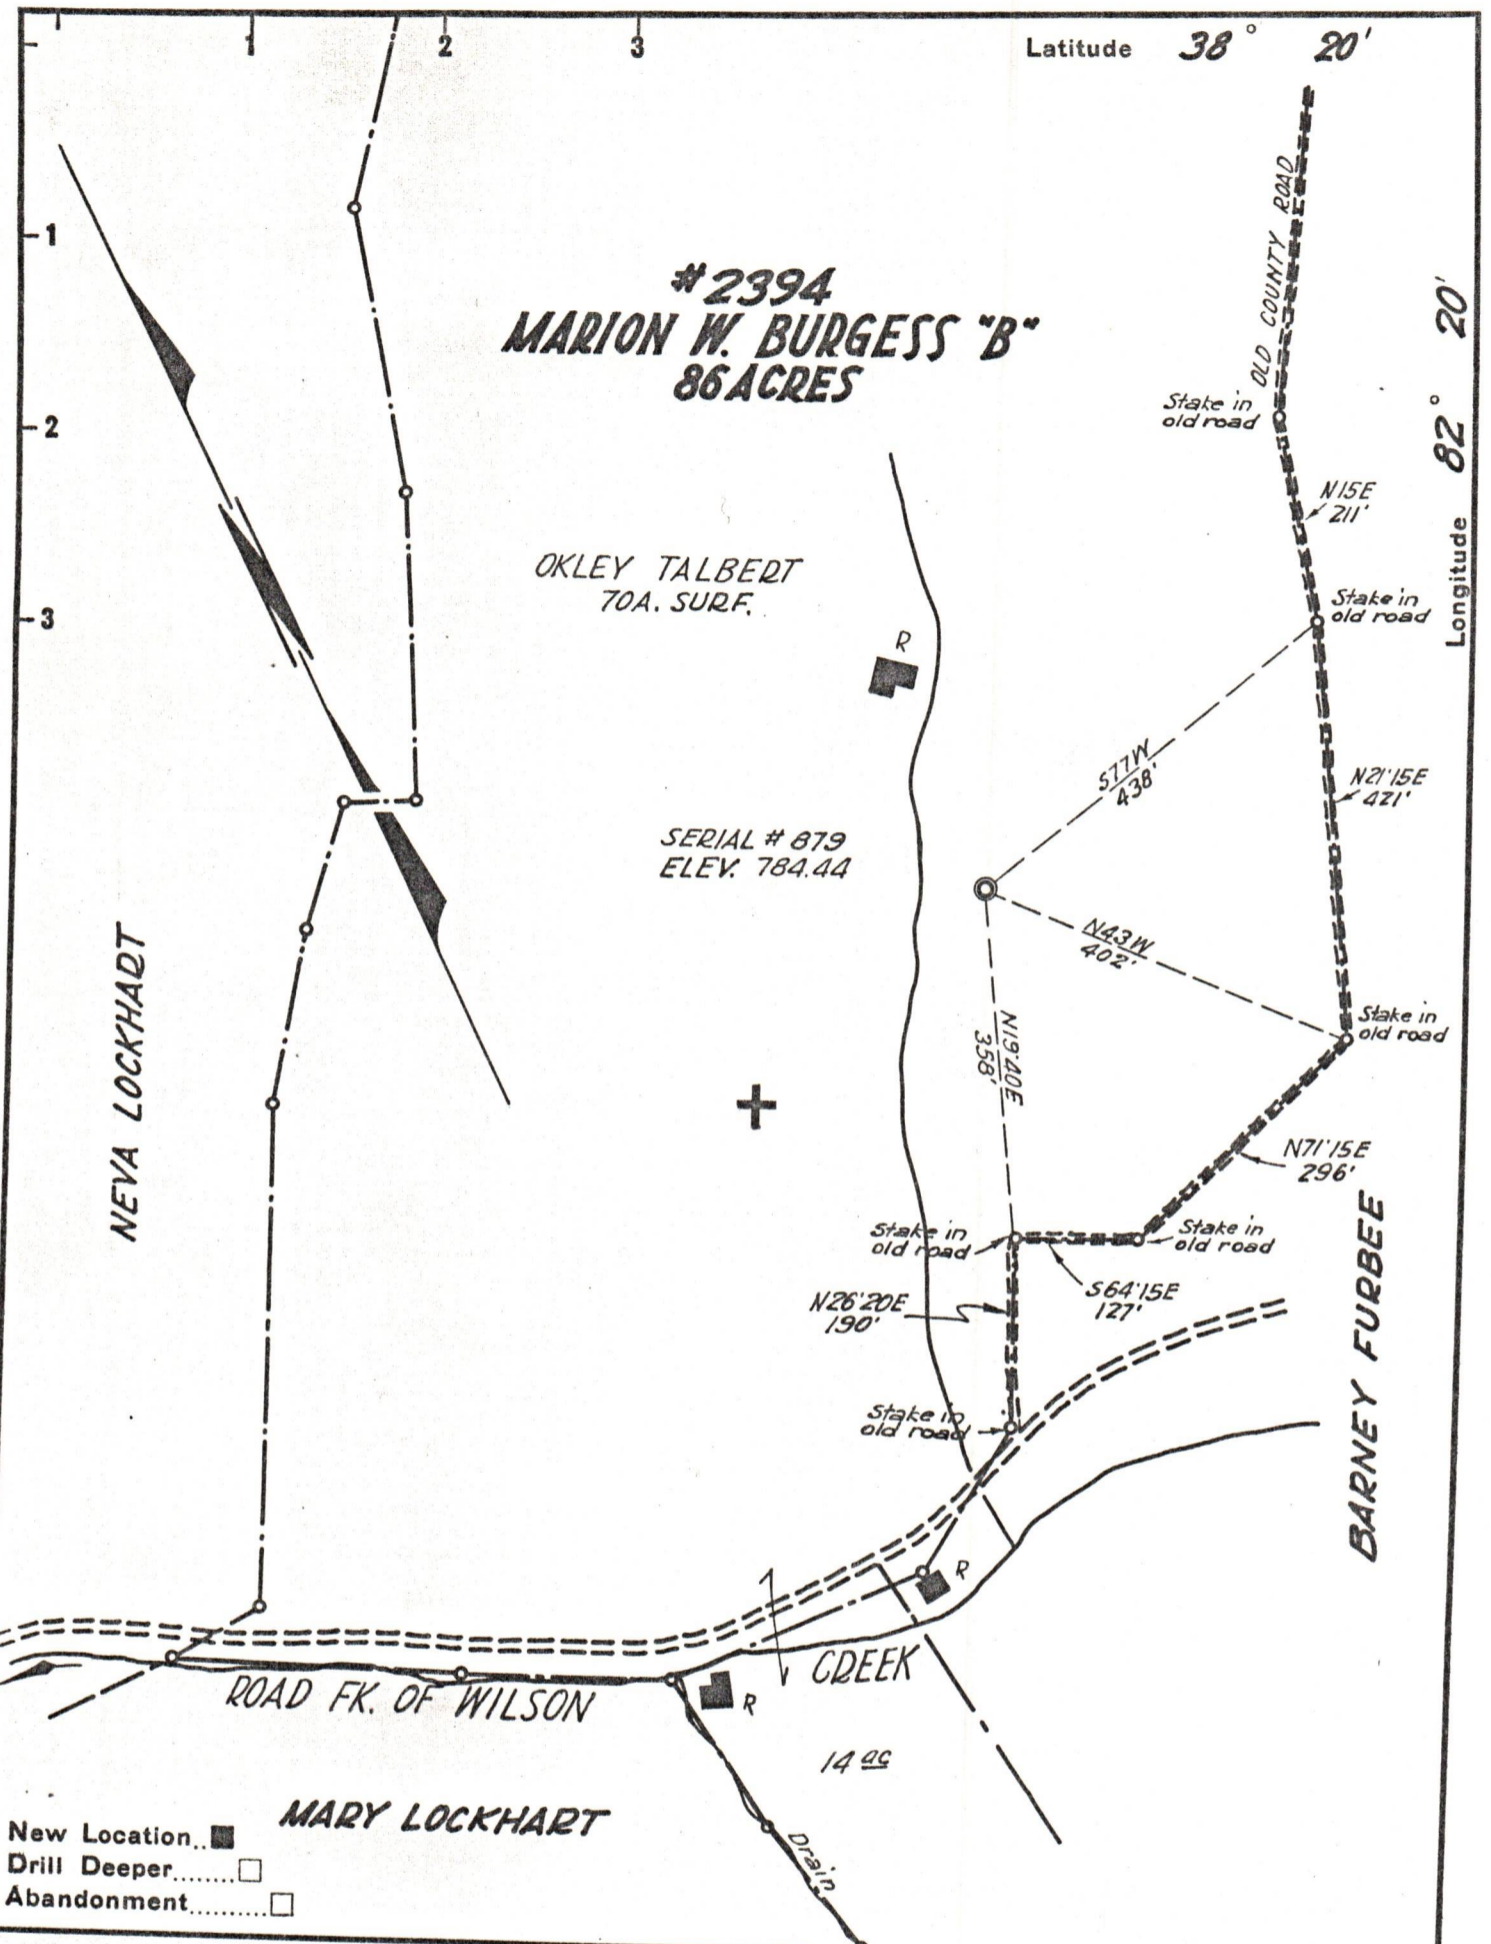 1 2 3
Latitude 38° 20'
1
2
3
Longitude 82° 20'
#2394
MARION W. BURGESS "B"
86 ACRES
OLD COUNTY ROAD
Stake in
old road
N15E
211'
OKLEY TALBERT
70A. SURF.
Stake in
old road
R
S77W
438'
N21'15E
421'
SERIAL # 879
ELEV. 784.44
N43W
402'
NEVA LOCKHART
N19'40E
358'
Stake in
old road
N71'15E
296'
Stake in
old road
Stake in
old road
S64'15E
127'
N26'20E
190'
BARNEY FURBEE
Stake in
old road
R
CREEK
ROAD FK. OF WILSON
R
14 ac
MARY LOCKHART
Drain
New Location..
Drill Deeper........
Abandonment..........